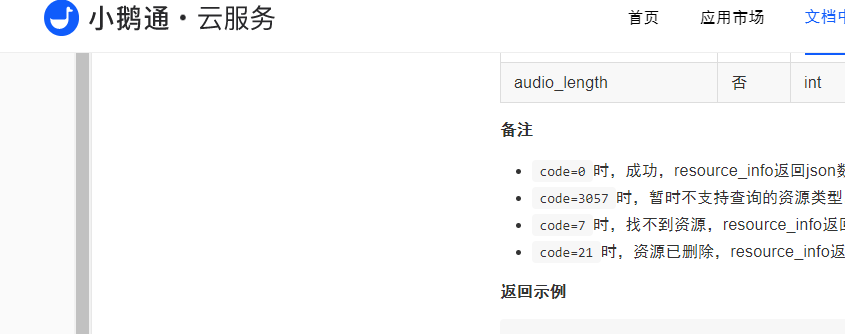 小鹅通·云服务 首页 应用市场 文档中
audio_length 否 int
备注
code=0 时，成功，resource_info返回json数
code=3057 时，暂时不支持查询的资源类型
code=7 时，找不到资源，resource_info返回
code=21 时，资源已删除，resource_info返
返回示例